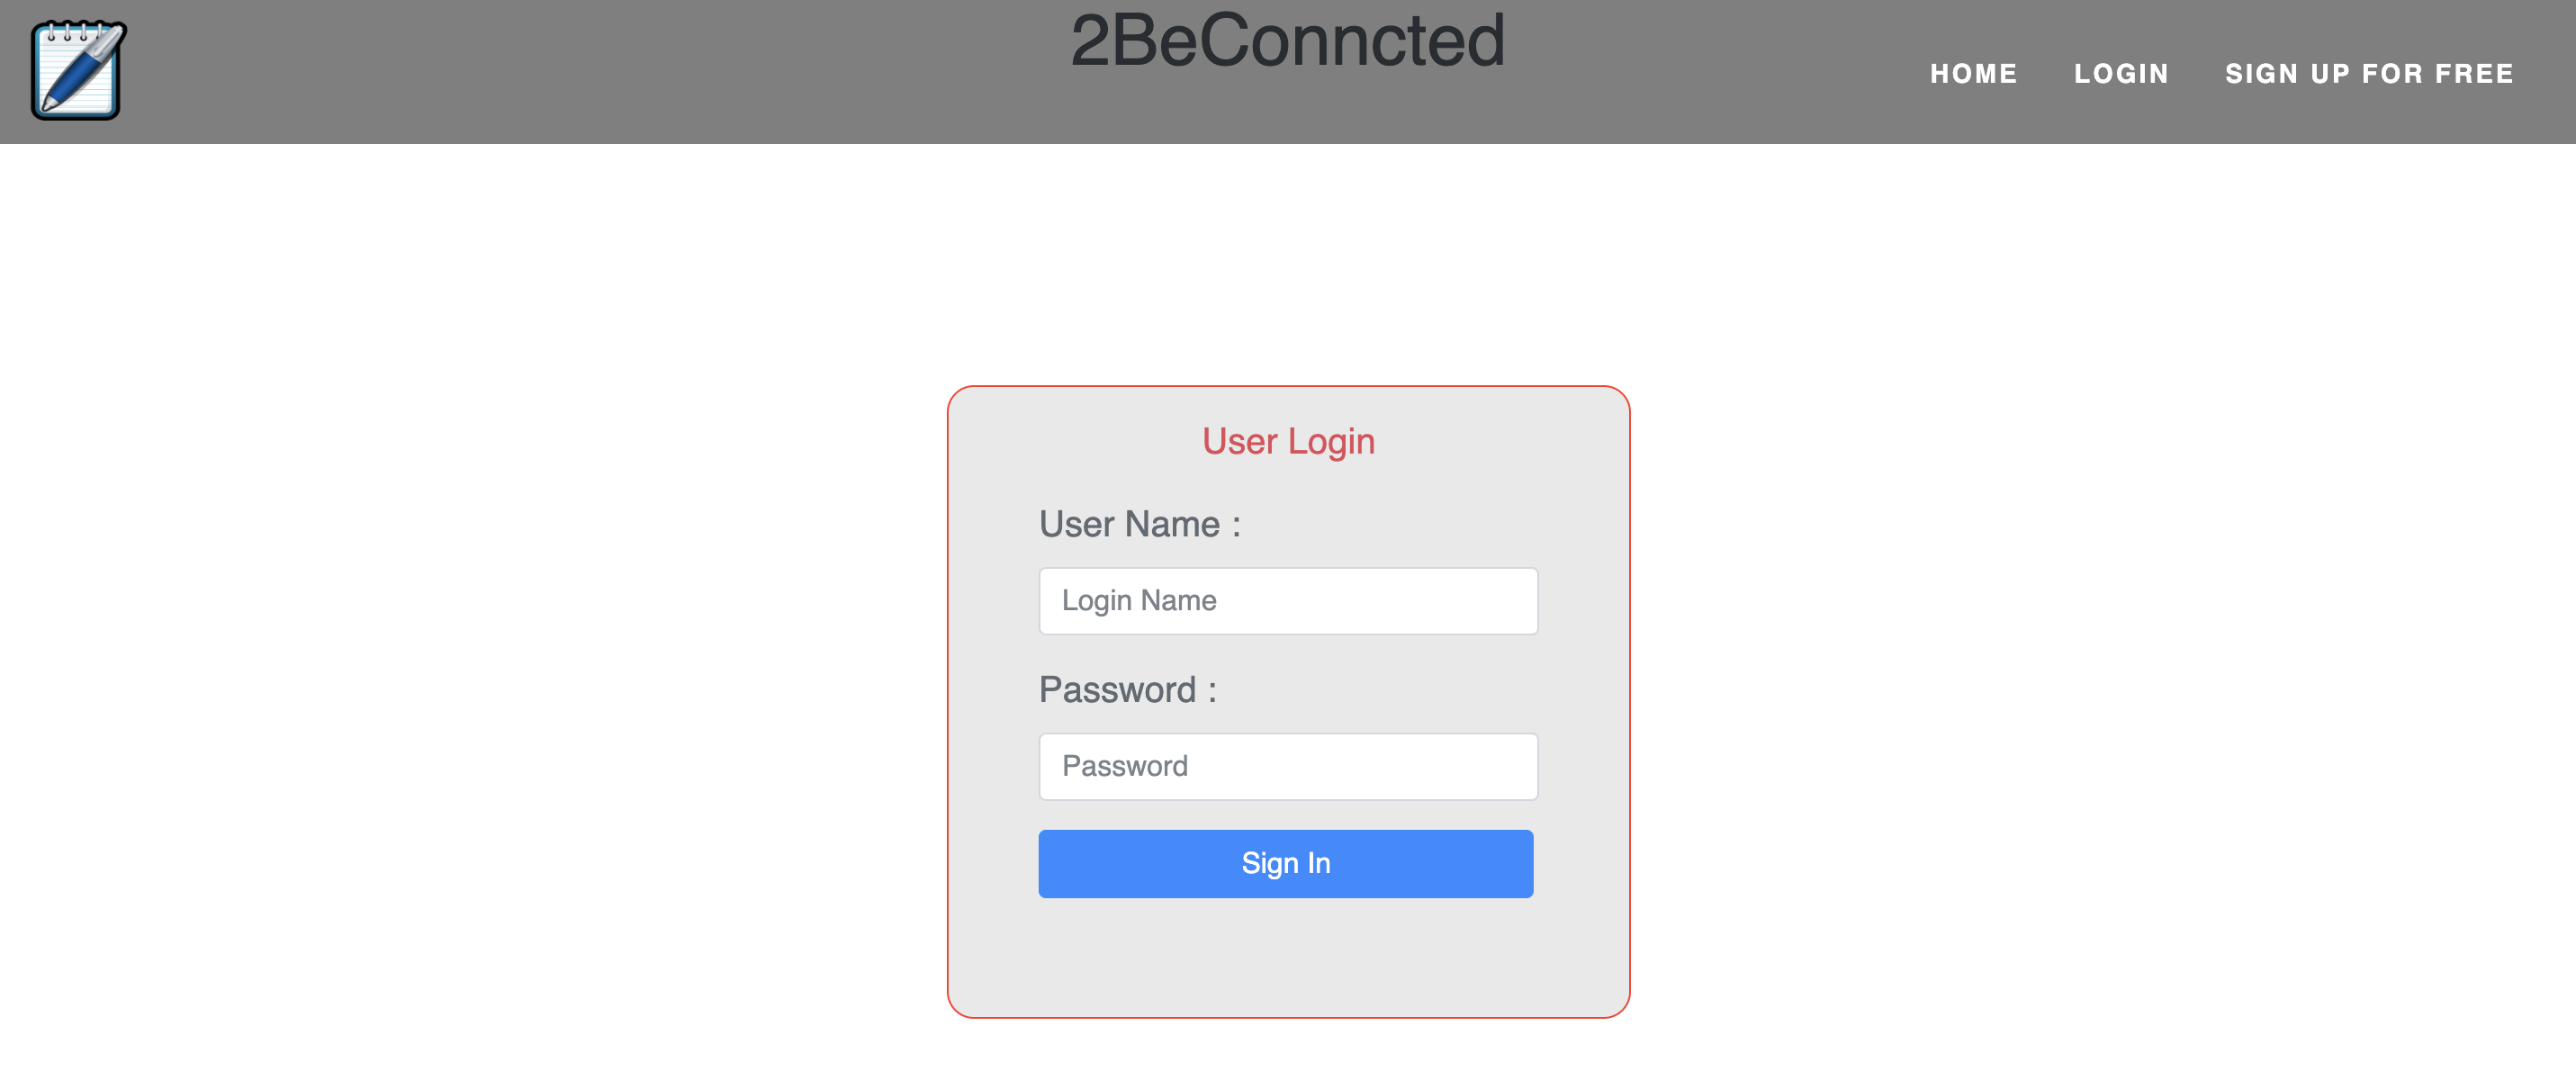 2BeConncted
HOME LOGIN SIGN UP FOR FREE
User Login
User Name :
Login Name
Password :
Password
Sign In